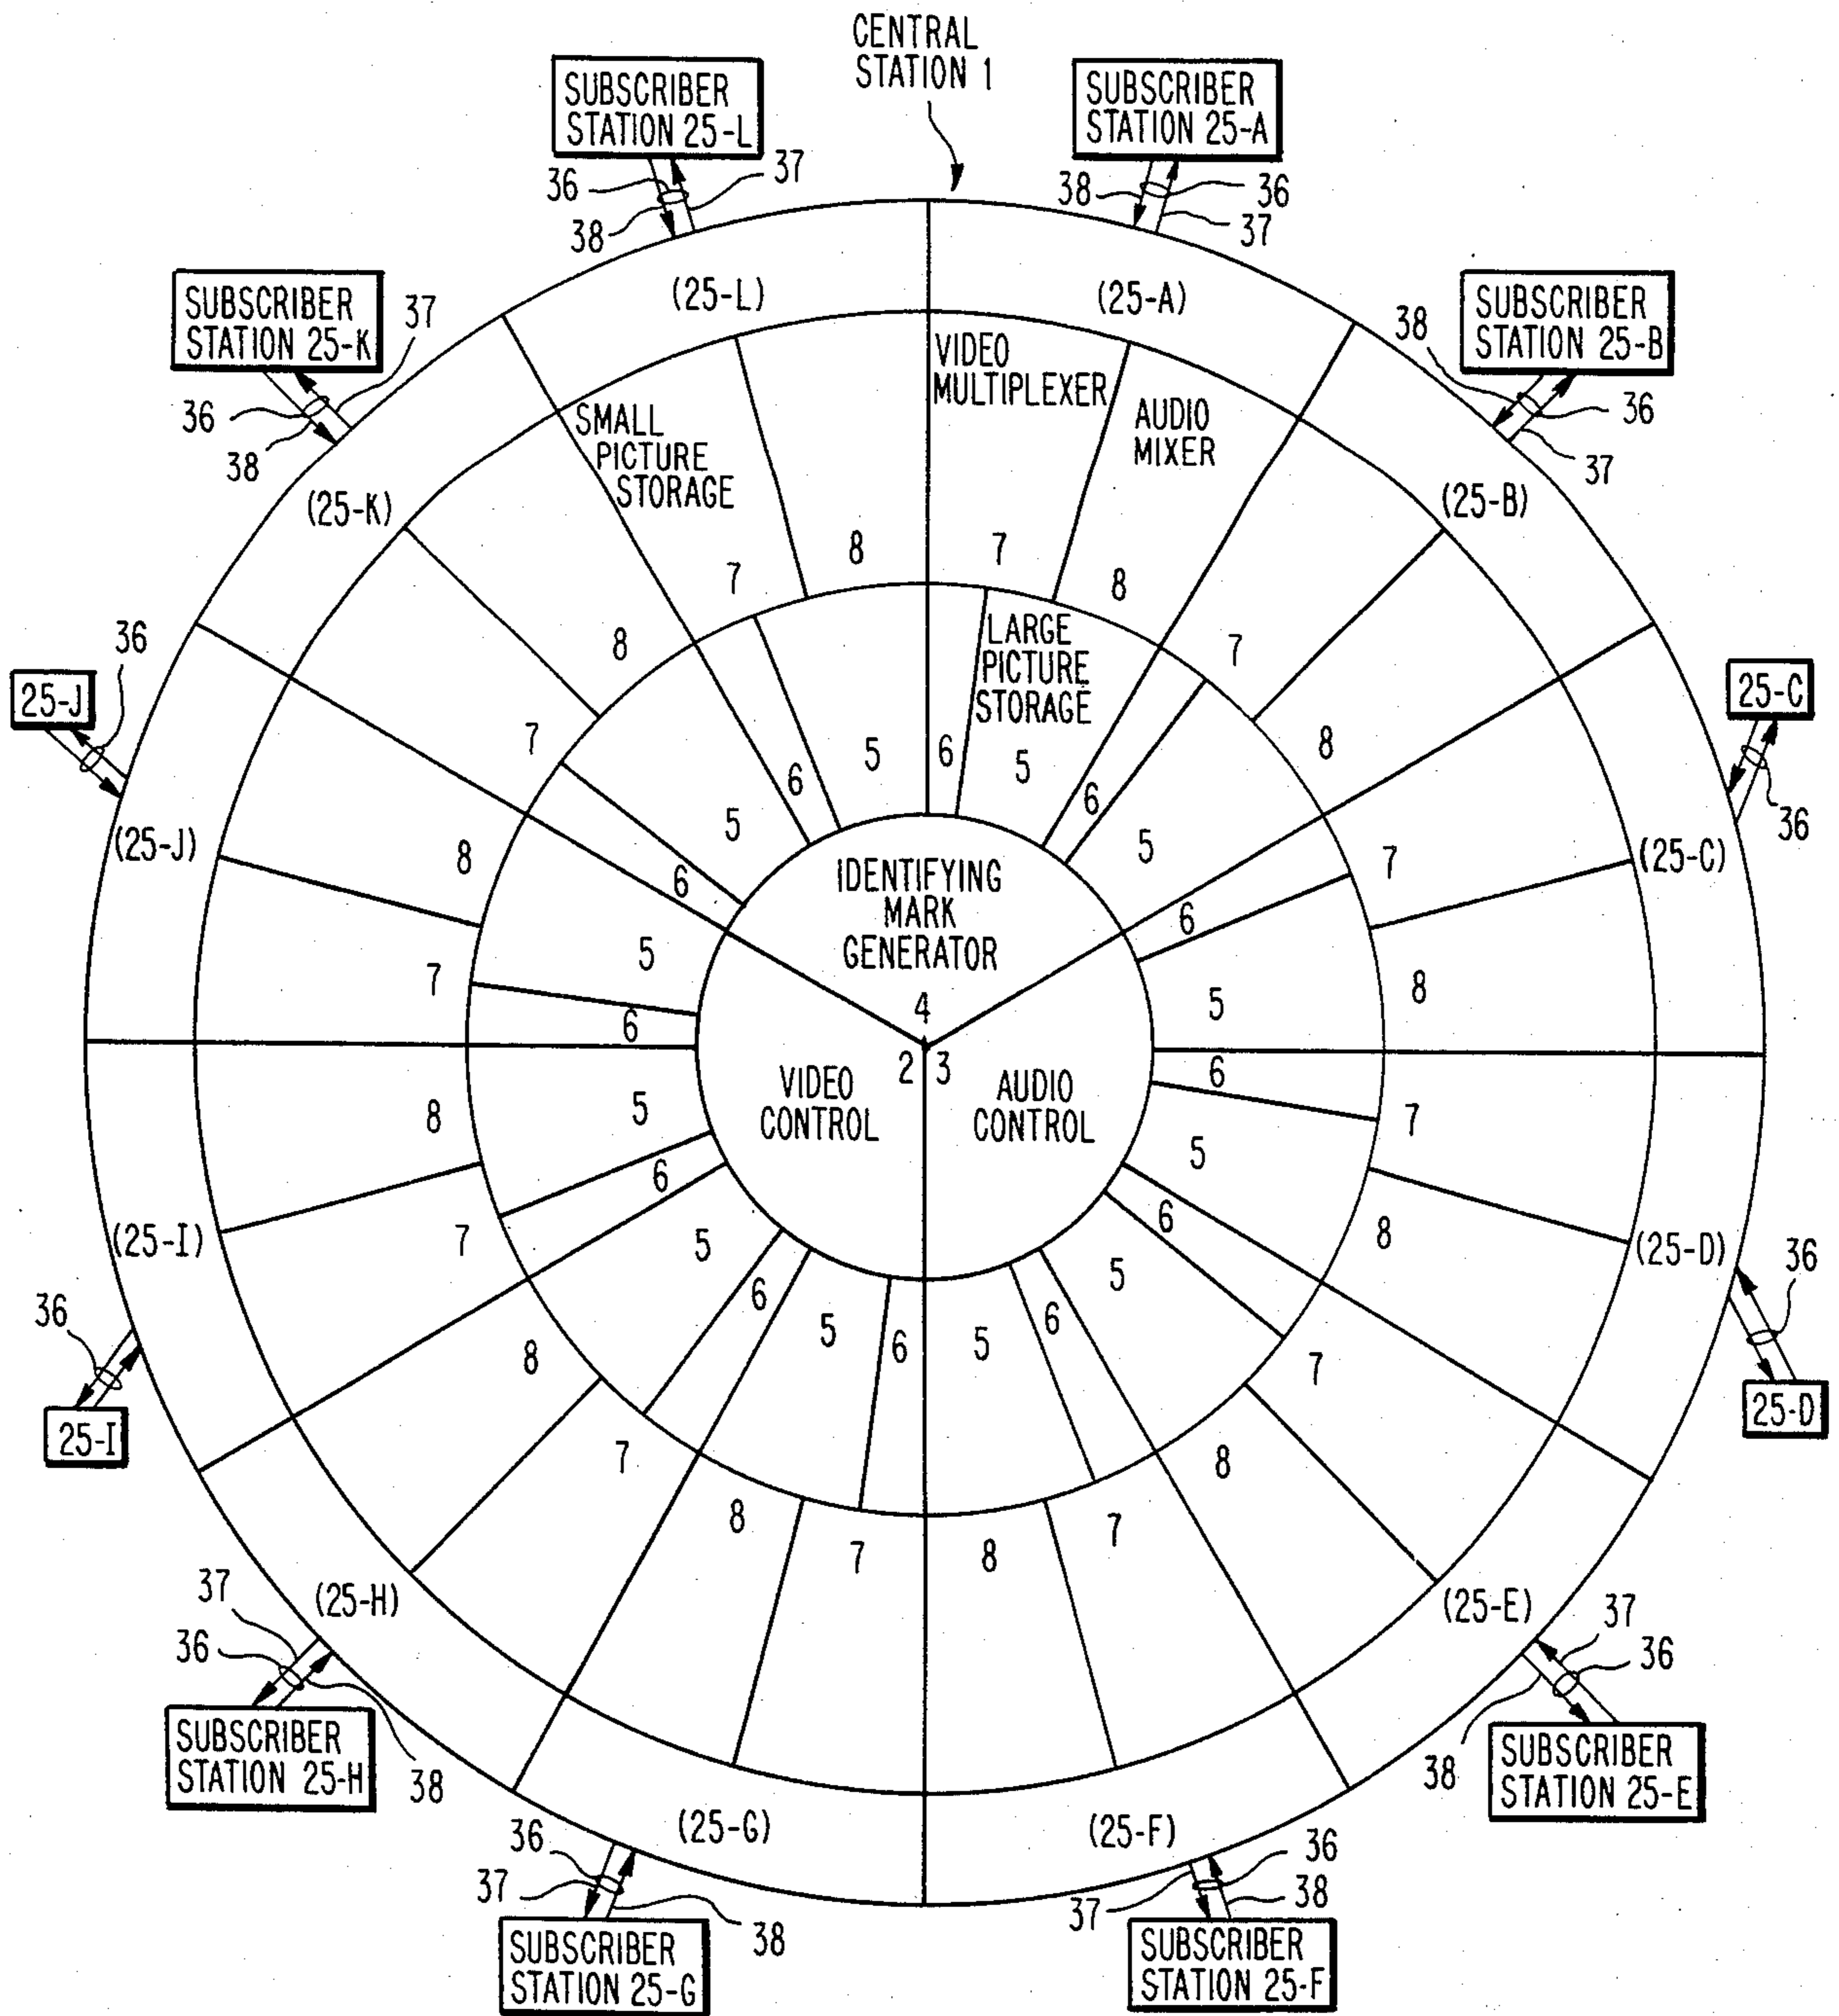 CENTRAL
STATION 1
SUBSCRIBER
STATION 25-L
SUBSCRIBER
STATION 25-A
36
37
38
38
36
37
SUBSCRIBER
STATION 25-K
37
36
38
SUBSCRIBER
STATION 25-B
38
36
37
(25-L)
(25-A)
(25-K)
(25-B)
SMALL
PICTURE
STORAGE
VIDEO
MULTIPLEXER
AUDIO
MIXER
7
8
7
8
8
7
7
8
LARGE
PICTURE
STORAGE
6
5
6
5
6
5
6
5
36
25-J
25-C
36
(25-J)
(25-C)
8
7
7
8
5
6
6
5
IDENTIFYING
MARK
GENERATOR
4
2
3
VIDEO
CONTROL
AUDIO
CONTROL
8
5
6
7
6
7
5
8
(25-I)
(25-D)
36
25-I
36
25-D
5
6
5
6
5
6
5
6
8
7
8
7
8
7
8
7
(25-H)
(25-E)
37
36
38
SUBSCRIBER
STATION 25-H
37
36
38
SUBSCRIBER
STATION 25-E
(25-G)
(25-F)
36
37
38
SUBSCRIBER
STATION 25-G
36
37
38
SUBSCRIBER
STATION 25-F